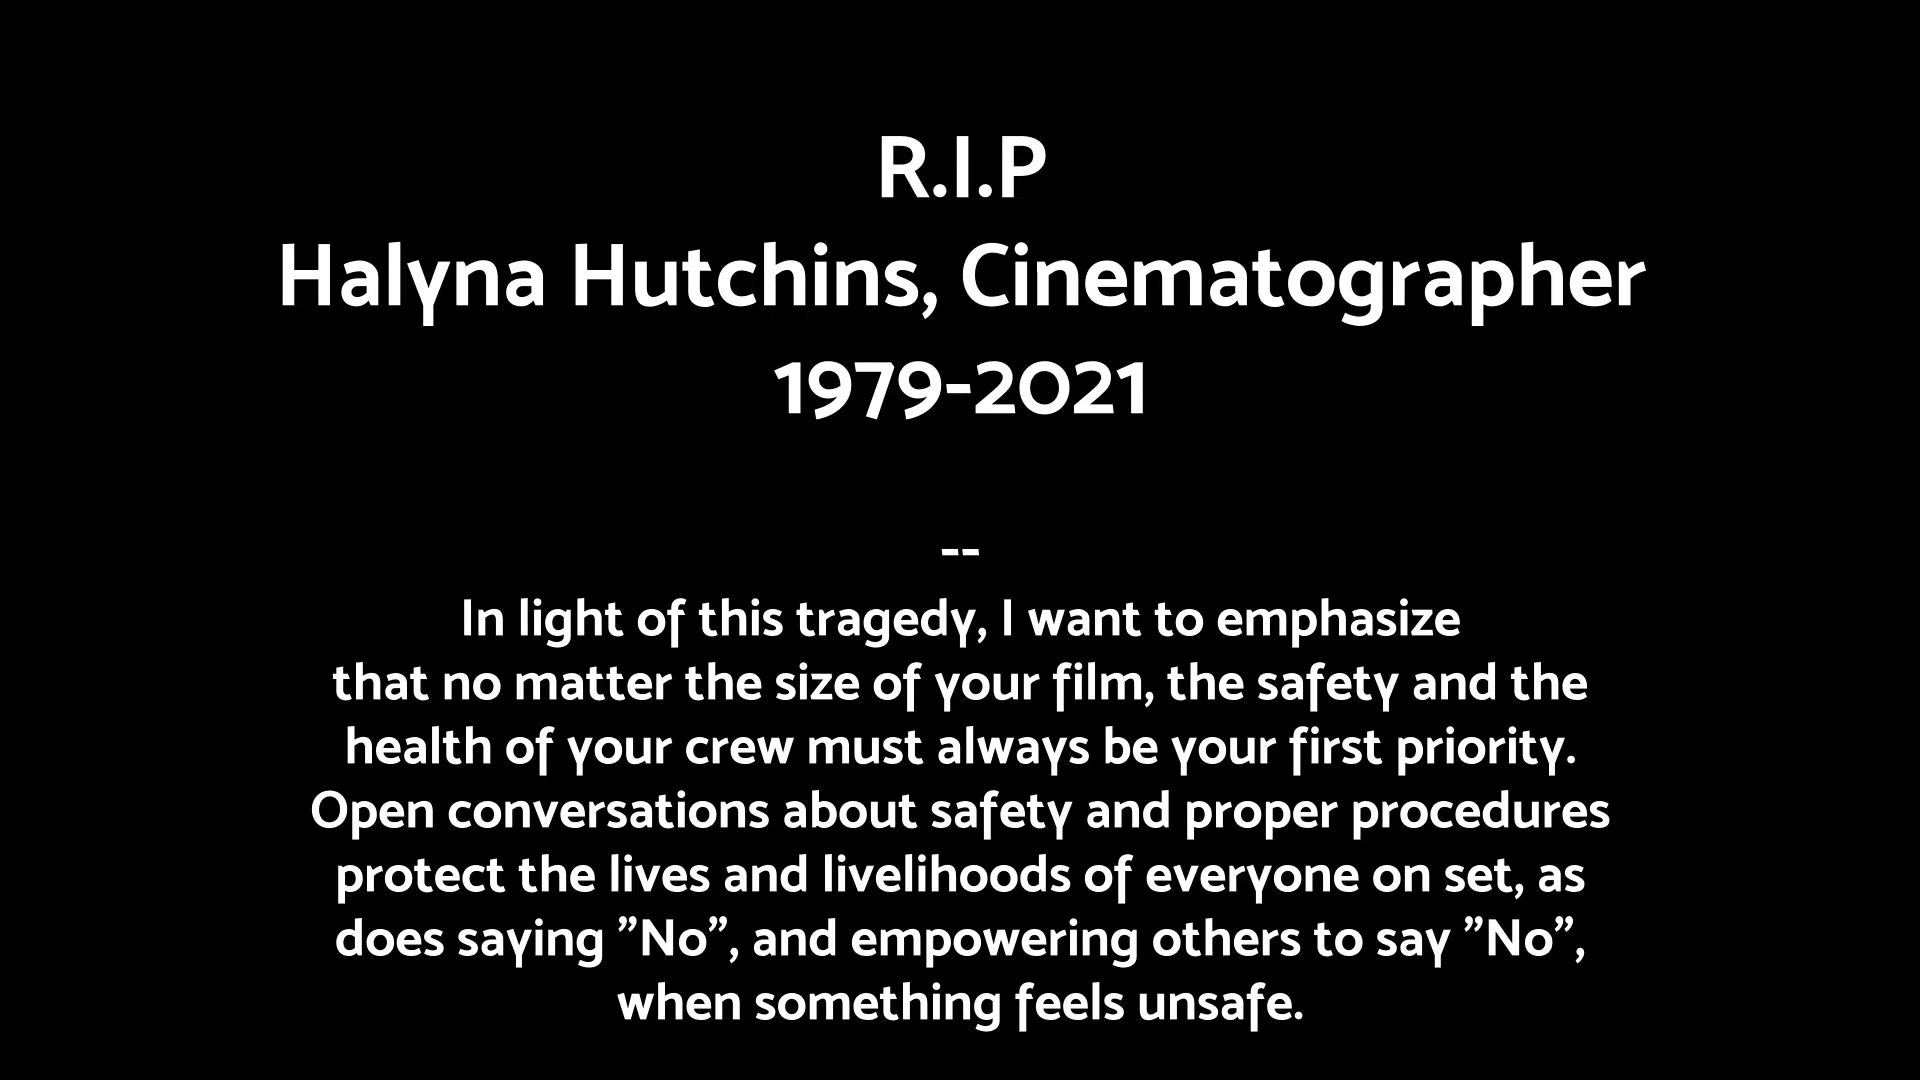 R.I.P
Halyna Hutchins, Cinematographer
1979-2021
--
In light of this tragedy, I want to emphasize
that no matter the size of your film, the safety and the
health of your crew must always be your first priority.
Open conversations about safety and proper procedures
protect the lives and livelihoods of everyone on set, as
does saying ”No”, and empowering others to say ”No”,
when something feels unsafe.